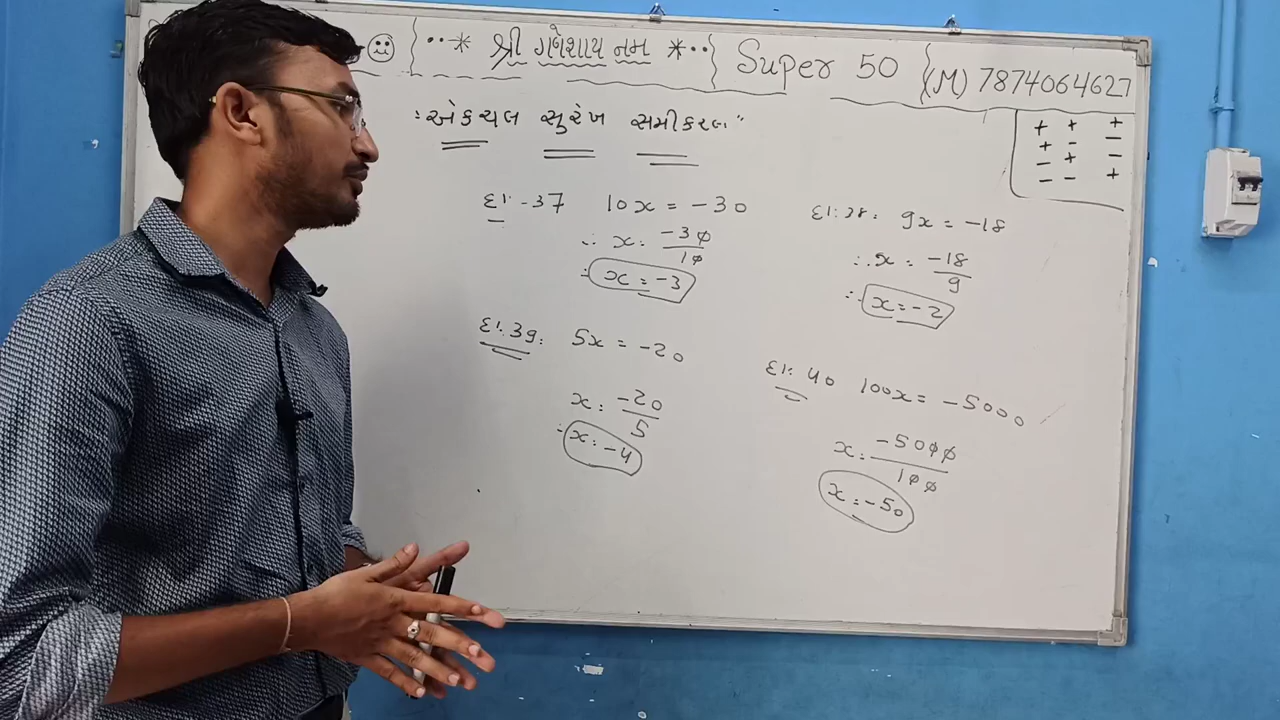 ..* શ્રી ગણેશાય નમ *.. Super 50 (M) 7874064627
:એકચલ સુરેખ સમીકરણ"
+ + +
+ - -
- + -
- - +
દા.-37 10x = -30
∴ x = -30/10
∴ x = -3
દા.38: 9x = -18
∴ x = -18/9
∴ x = -2
દા.39: 5x = -20
x = -20/5
∴ x = -4
દા. 40 100x = -5000
x = -5000/100
x = -50